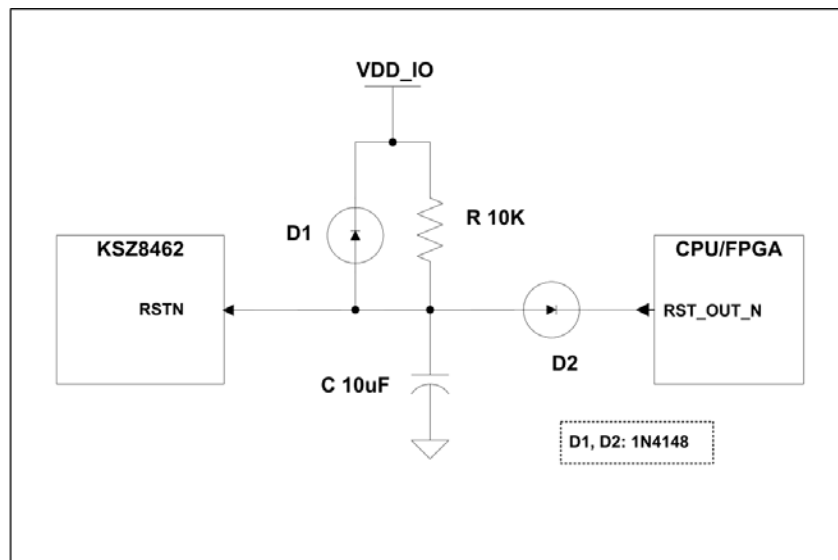 VDD_IO
R 10K
D1
KSZ8462
CPU/FPGA
RSTN
RST_OUT_N
D2
C 10uF
D1, D2: 1N4148